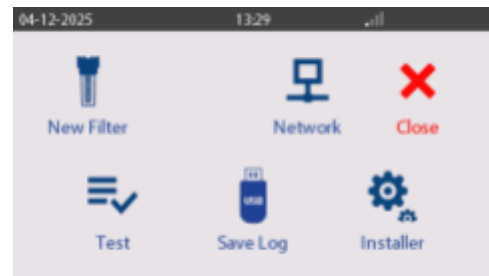 04-12-2025 13:29
New Filter Network Close
USB
Test Save Log Installer